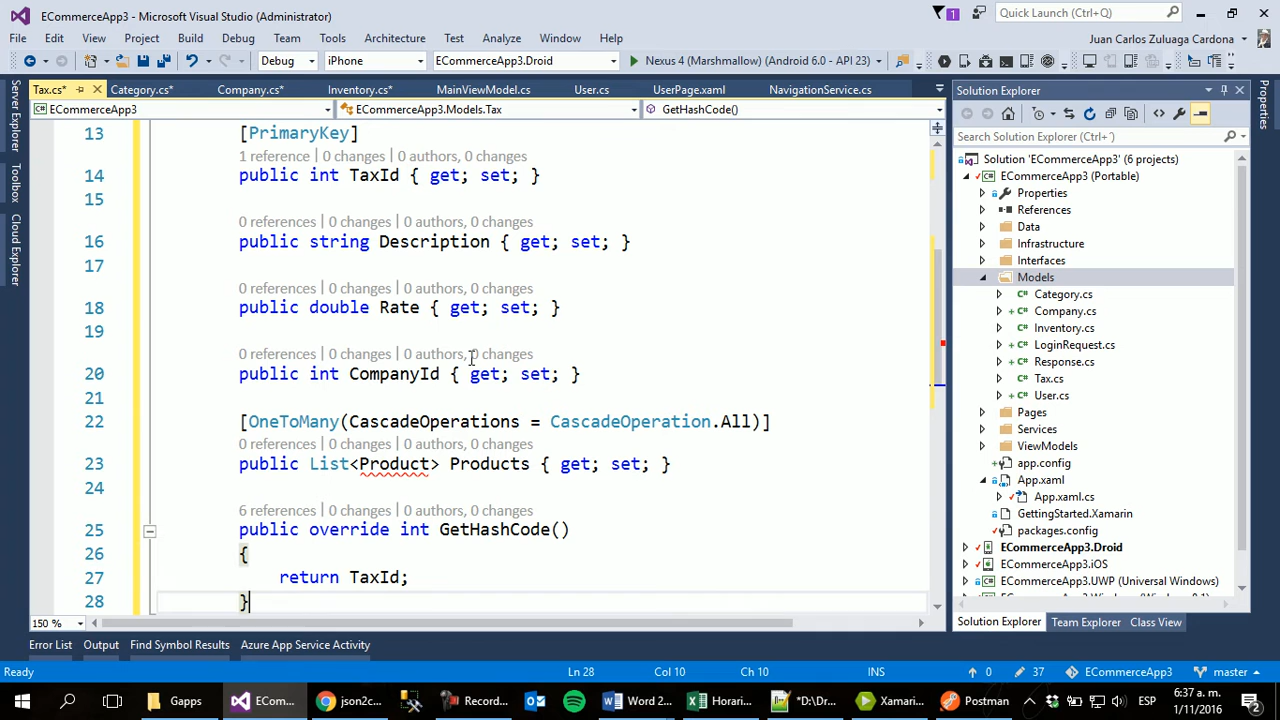 ECommerceApp3 - Microsoft Visual Studio (Administrator)
1
Quick Launch (Ctrl+Q)
File Edit View Project Build Debug Team Tools Architecture Test Analyze Window Help
Juan Carlos Zuluaga Cardona
Debug iPhone ECommerceApp3.Droid Nexus 4 (Marshmallow) (Android 6.0 - API 23)
Tax.cs* Category.cs* Company.cs* Inventory.cs* MainViewModel.cs User.cs UserPage.xaml NavigationService.cs
ECommerceApp3 ECommerceApp3.Models.Tax GetHashCode()
Server Explorer
Toolbox
Cloud Explorer
13 [PrimaryKey]
1 reference | 0 changes | 0 authors, 0 changes
14 public int TaxId { get; set; }
15
0 references | 0 changes | 0 authors, 0 changes
16 public string Description { get; set; }
17
0 references | 0 changes | 0 authors, 0 changes
18 public double Rate { get; set; }
19
0 references | 0 changes | 0 authors, 0 changes
20 public int CompanyId { get; set; }
21
22 [OneToMany(CascadeOperations = CascadeOperation.All)]
0 references | 0 changes | 0 authors, 0 changes
23 public List<Product> Products { get; set; }
24
6 references | 0 changes | 0 authors, 0 changes
25 public override int GetHashCode()
26 {
27 return TaxId;
28 }
150 %
Solution Explorer
Search Solution Explorer (Ctrl+´)
Solution 'ECommerceApp3' (6 projects)
ECommerceApp3 (Portable)
Properties
References
Data
Infrastructure
Interfaces
Models
Category.cs
Company.cs
Inventory.cs
LoginRequest.cs
Response.cs
Tax.cs
User.cs
Pages
Services
ViewModels
app.config
App.xaml
App.xaml.cs
GettingStarted.Xamarin
packages.config
ECommerceApp3.Droid
ECommerceApp3.iOS
ECommerceApp3.UWP (Universal Windows)
Solution Explorer Team Explorer Class View
Properties
Error List Output Find Symbol Results Azure App Service Activity
Ready Ln 28 Col 10 Ch 10 INS 0 37 ECommerceApp3 master
Gapps ECom... json2c... Record... Word 2... Horari... *D:\Dr... Xamari... Postman ESP 6:37 a. m.
1/11/2016
2